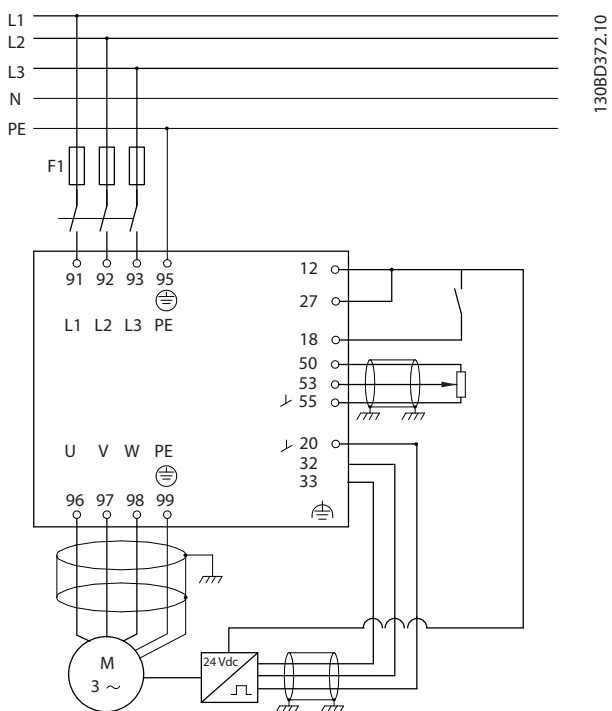 L1
L2
L3
N
PE
130BD372.10
F1
91 92 93 95
L1 L2 L3 PE
12
27
18
50
53
55
20
32
33
U V W PE
96 97 98 99
M
3 ~
24 Vdc